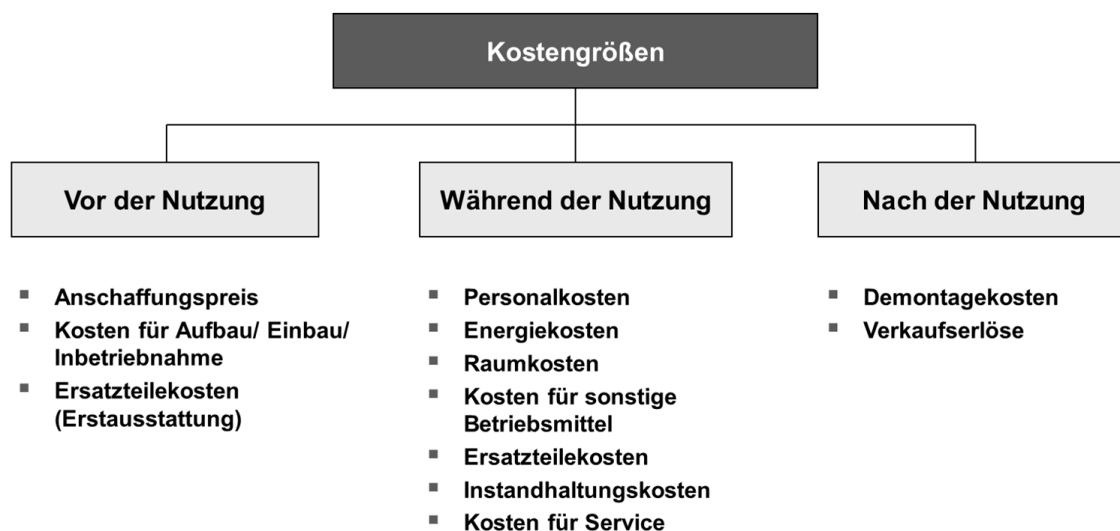 Kostengrößen
Vor der Nutzung
Während der Nutzung
Nach der Nutzung
Anschaffungspreis
Kosten für Aufbau/ Einbau/
Inbetriebnahme
Ersatzteilekosten
(Erstausstattung)
Personalkosten
Energiekosten
Raumkosten
Kosten für sonstige
Betriebsmittel
Ersatzteilekosten
Instandhaltungskosten
Kosten für Service
Demontagekosten
Verkaufserlöse